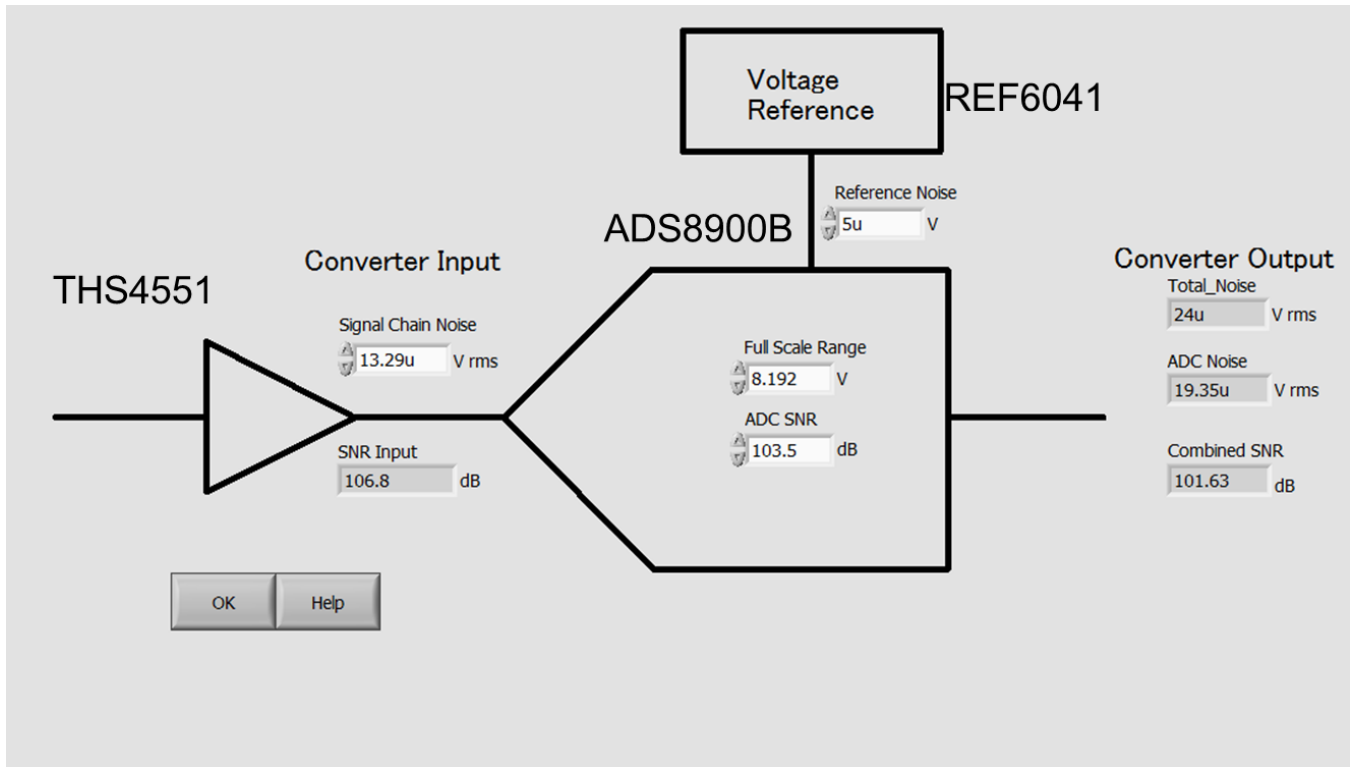 Voltage
Reference
REF6041
Reference Noise
5u V
ADS8900B
Converter Input
THS4551
Signal Chain Noise
13.29u V rms
SNR Input
106.8 dB
Full Scale Range
8.192 V
ADC SNR
103.5 dB
Converter Output
Total_Noise
24u V rms
ADC Noise
19.35u V rms
Combined SNR
101.63 dB
OK Help